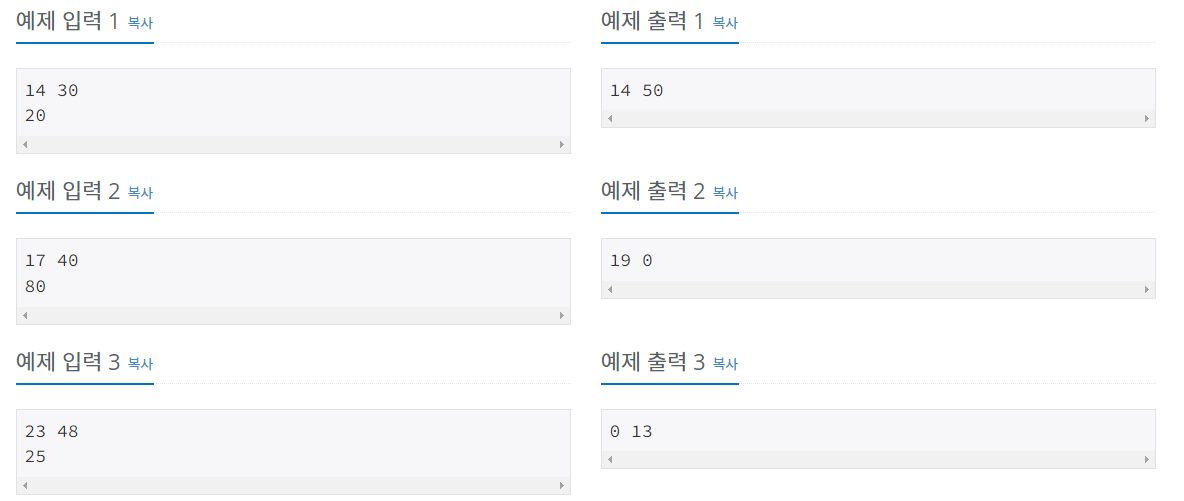 예제 입력 1 복사
14 30
20
예제 출력 1 복사
14 50
예제 입력 2 복사
17 40
80
예제 출력 2 복사
19 0
예제 입력 3 복사
23 48
25
예제 출력 3 복사
0 13